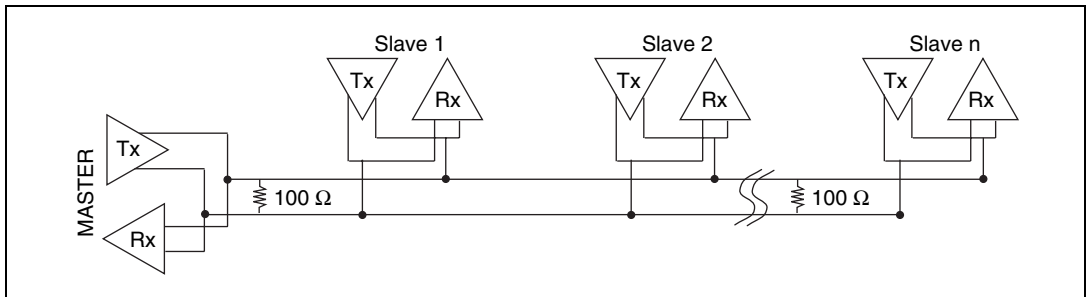 Slave 1
Slave 2
Slave n
Tx
Rx
Tx
Rx
Tx
Rx
MASTER
Tx
Rx
100 Ω
100 Ω